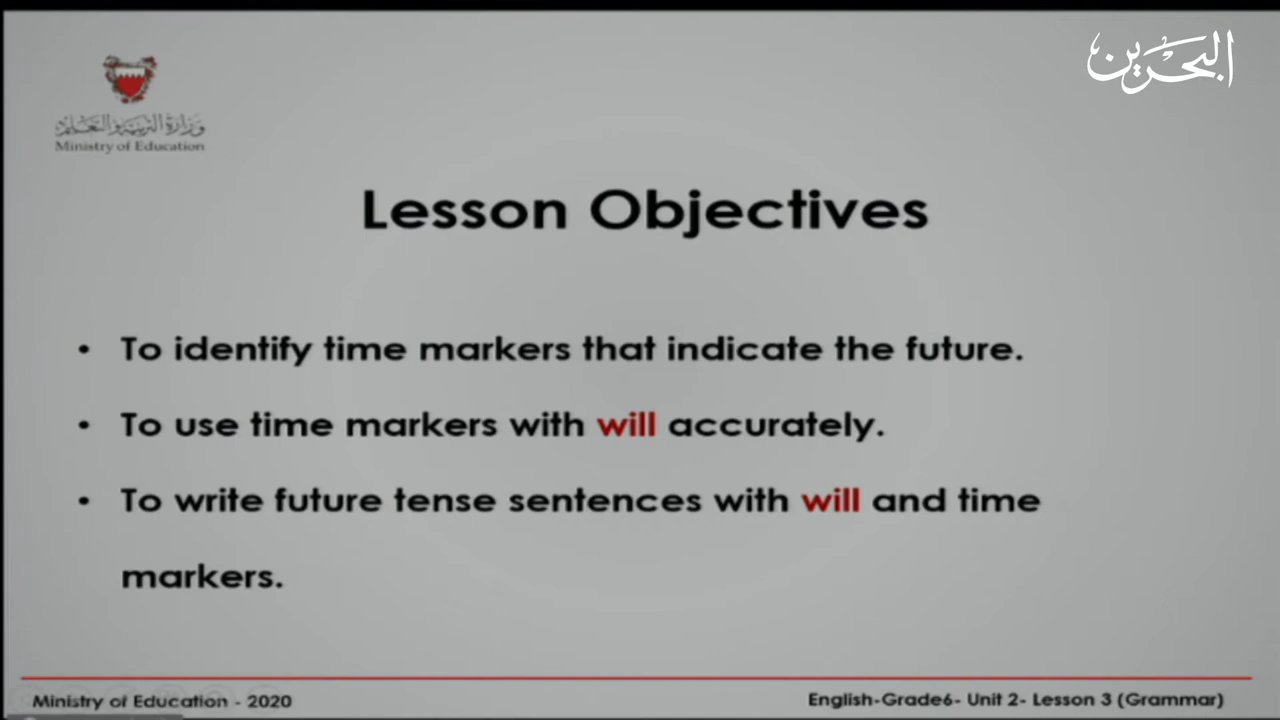 البحرين
وزارة التربية والتعليم
Ministry of Education
Lesson Objectives
• To identify time markers that indicate the future.
• To use time markers with will accurately.
• To write future tense sentences with will and time
markers.
Ministry of Education - 2020
English-Grade6- Unit 2- Lesson 3 (Grammar)